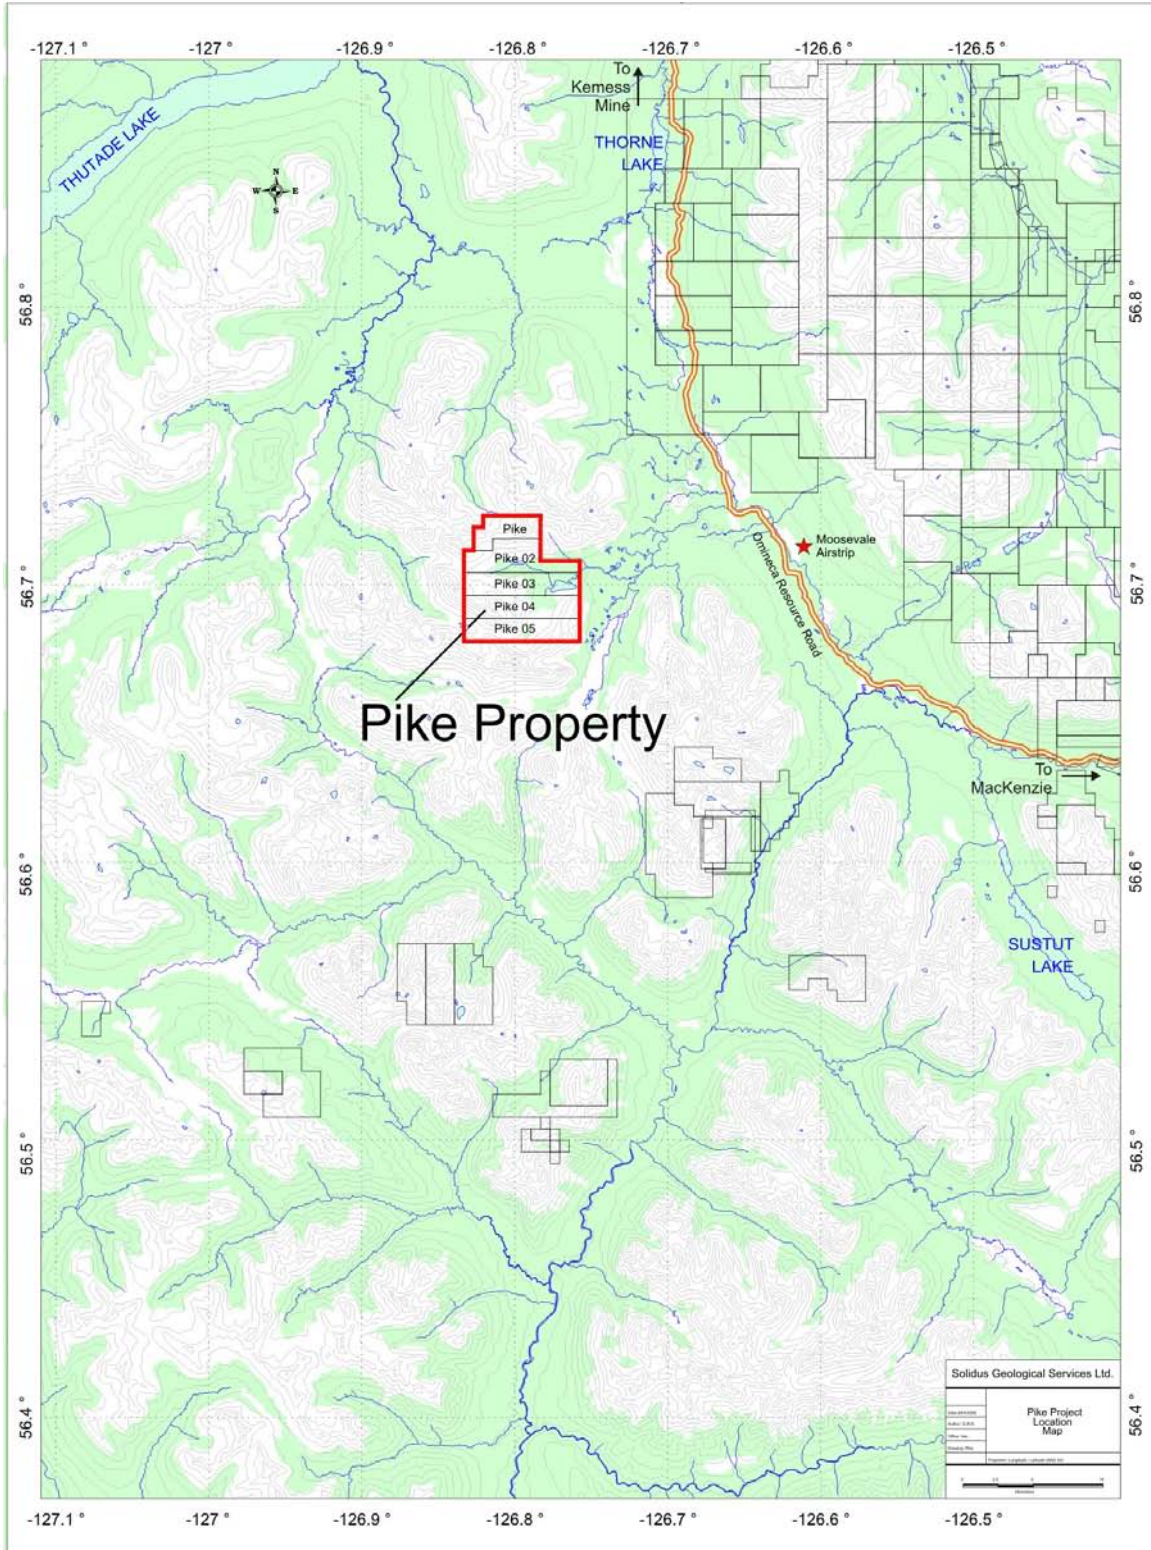 -127.1 °
-127 °
-126.9 °
-126.8 °
-126.7 °
-126.6 °
-126.5 °
To
Kemess
Mine
THUTADE LAKE
THORNE
LAKE
N
W E
S
56.8 °
56.8 °
Pike
Pike 02
Pike 03
Pike 04
Pike 05
Moosevale
Airstrip
Omineca Resource Road
56.7 °
56.7 °
Pike Property
To
MacKenzie
56.6 °
56.6 °
SUSTUT
LAKE
56.5 °
56.5 °
Solidus Geological Services Ltd.
Pike Project
Location
Map
56.4 °
56.4 °
-127.1 °
-127 °
-126.9 °
-126.8 °
-126.7 °
-126.6 °
-126.5 °